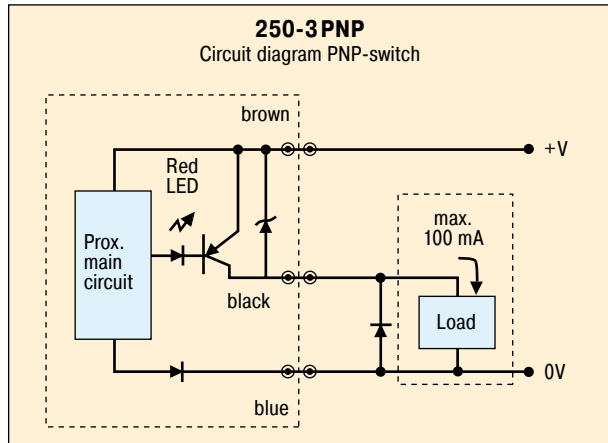 250-3 PNP
Circuit diagram PNP-switch
brown
+V
Red
LED
max.
100 mA
Prox.
main
circuit
black
Load
0V
blue